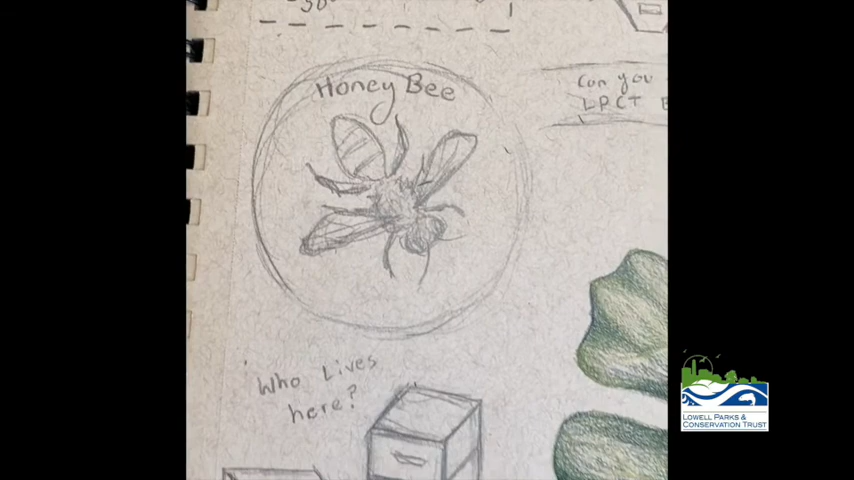 Honey Bee
Can you
LPCT
Who Lives
here?
LOWELL PARKS &
CONSERVATION TRUST